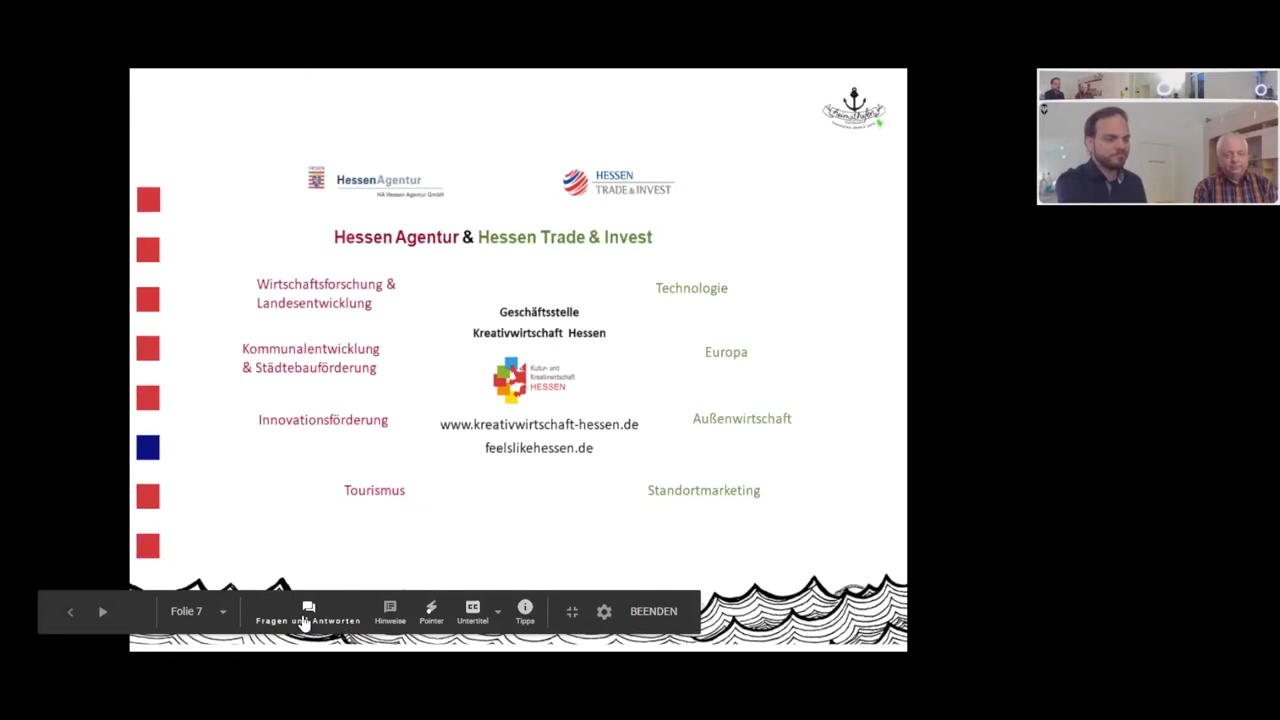 Heimathafen
HESSEN
HessenAgentur
HA Hessen Agentur GmbH
HESSEN
TRADE & INVEST
Hessen Agentur & Hessen Trade & Invest
Wirtschaftsforschung &
Landesentwicklung
Technologie
Geschäftsstelle
Kreativwirtschaft Hessen
Kommunalentwicklung
& Städtebauförderung
Europa
Kultur- und
Kreativwirtschaft
HESSEN
Innovationsförderung
www.kreativwirtschaft-hessen.de
Außenwirtschaft
feelslikehessen.de
Tourismus
Standortmarketing
Folie 7
Fragen und Antworten
Hinweise
Pointer
Untertitel
Tipps
BEENDEN